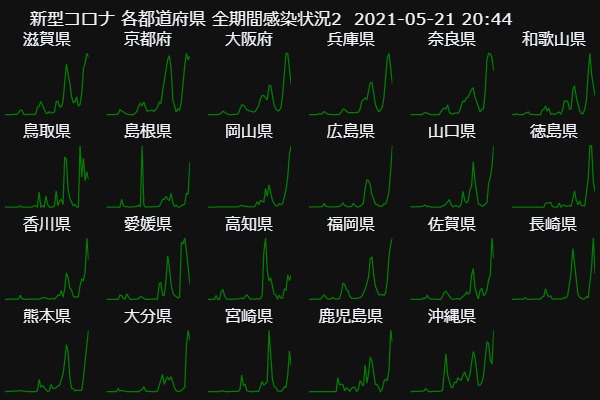 新型コロナ 各都道府県 全期間感染状況2 2021-05-21 20:44
滋賀県 京都府 大阪府 兵庫県 奈良県 和歌山県
鳥取県 島根県 岡山県 広島県 山口県 徳島県
香川県 愛媛県 高知県 福岡県 佐賀県 長崎県
熊本県 大分県 宮崎県 鹿児島県 沖縄県